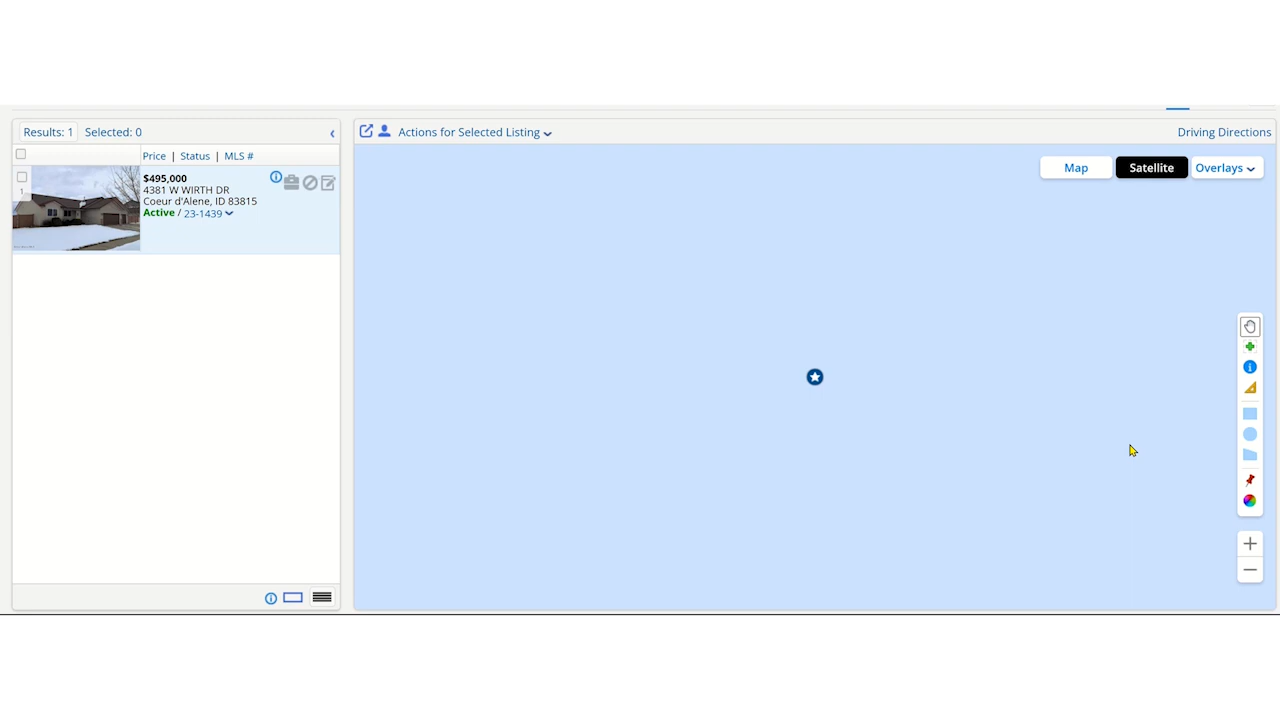 Results: 1 Selected: 0
Actions for Selected Listing
Driving Directions
Price | Status | MLS #
Map Satellite Overlays
1
$495,000
4381 W WIRTH DR
Coeur d'Alene, ID 83815
Active / 23-1439